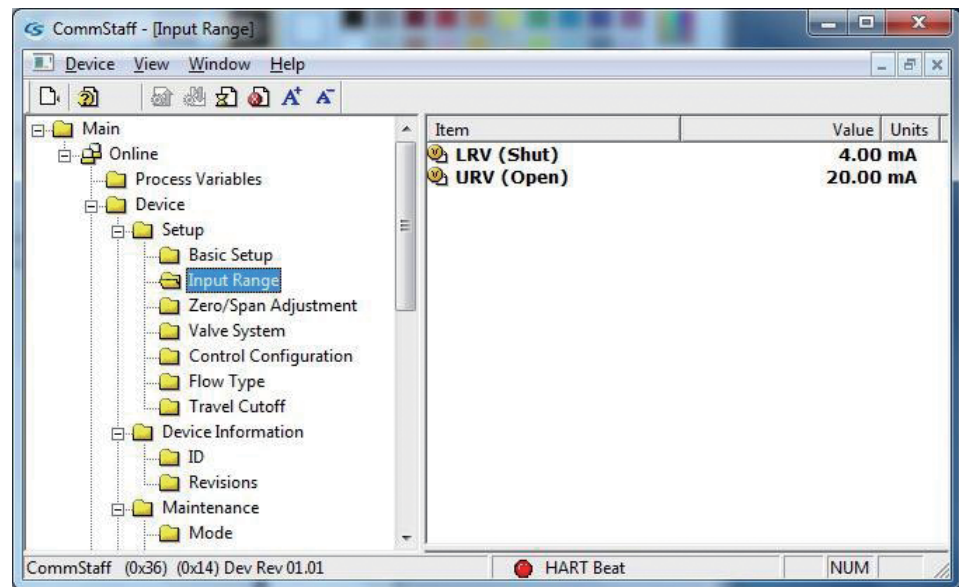 CommStaff - [Input Range]
Device View Window Help
Main
Online
Process Variables
Device
Setup
Basic Setup
Input Range
Zero/Span Adjustment
Valve System
Control Configuration
Flow Type
Travel Cutoff
Device Information
ID
Revisions
Maintenance
Mode
Item Value Units
LRV (Shut) 4.00 mA
URV (Open) 20.00 mA
CommStaff (0x36) (0x14) Dev Rev 01.01 HART Beat NUM